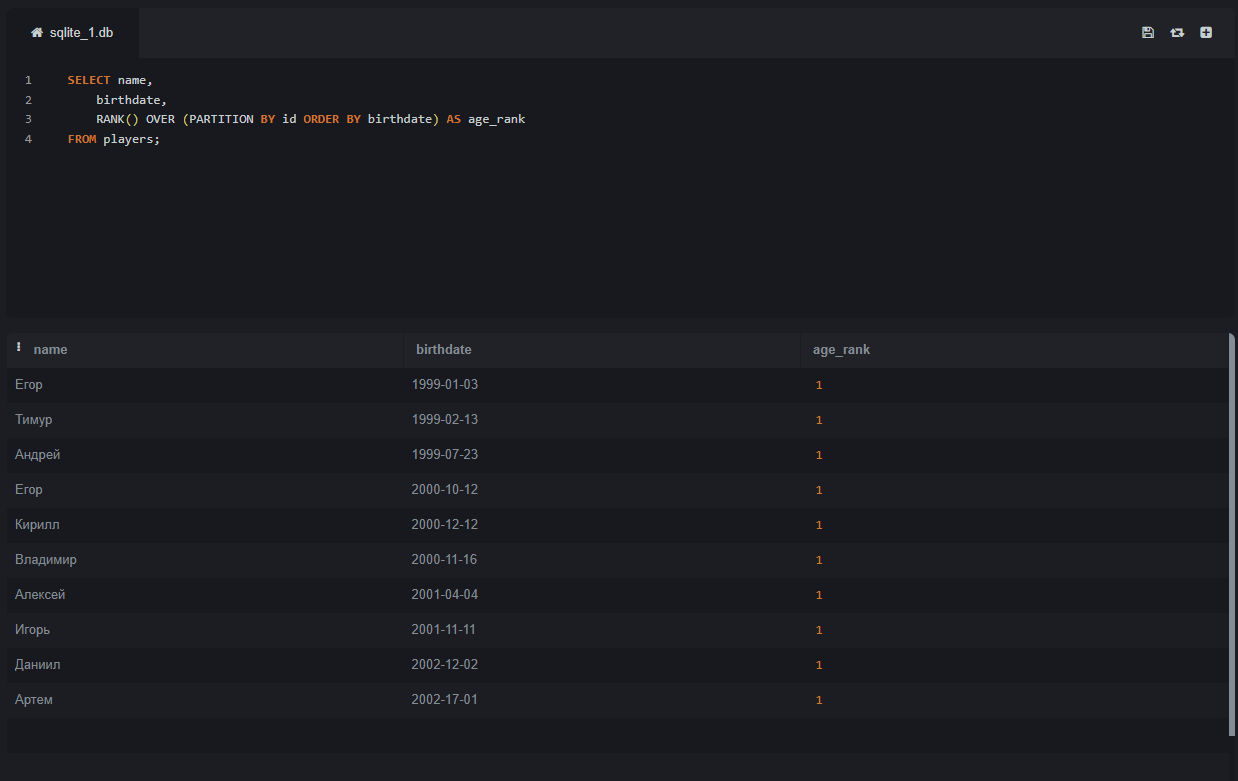 sqlite_1.db
1 SELECT name,
2 birthdate,
3 RANK() OVER (PARTITION BY id ORDER BY birthdate) AS age_rank
4 FROM players;
name birthdate age_rank
Егор 1999-01-03 1
Тимур 1999-02-13 1
Андрей 1999-07-23 1
Егор 2000-10-12 1
Кирилл 2000-12-12 1
Владимир 2000-11-16 1
Алексей 2001-04-04 1
Игорь 2001-11-11 1
Даниил 2002-12-02 1
Артем 2002-17-01 1